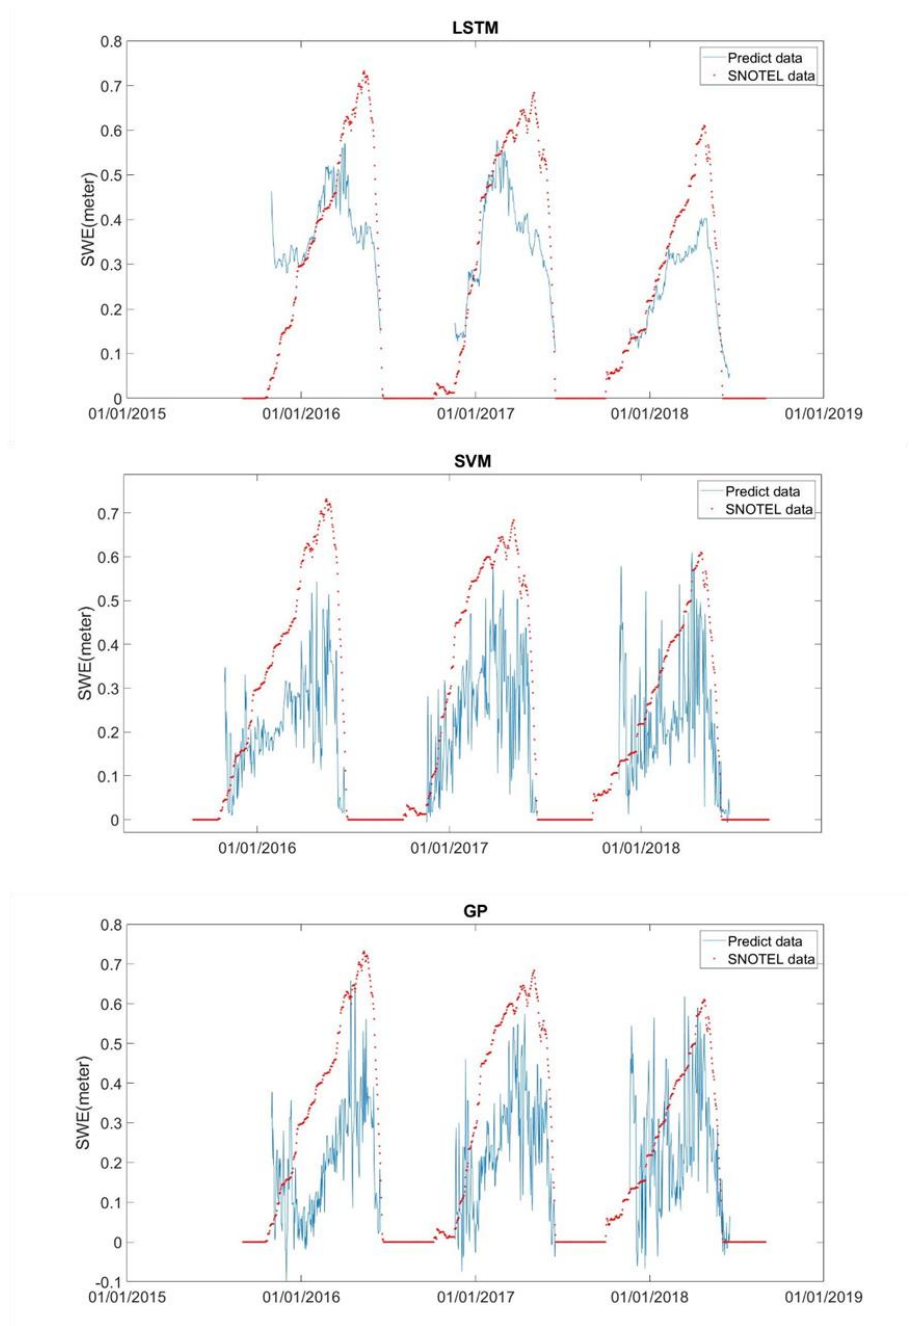 LSTM
0.8
0.7
0.6
0.5
0.4
0.3
0.2
0.1
0
SWE(meter)
Predict data
SNOTEL data
01/01/2015 01/01/2016 01/01/2017 01/01/2018 01/01/2019
SVM
0.7
0.6
0.5
0.4
0.3
0.2
0.1
0
SWE(meter)
Predict data
SNOTEL data
01/01/2016 01/01/2017 01/01/2018
GP
0.8
0.7
0.6
0.5
0.4
0.3
0.2
0.1
0
-0.1
SWE(meter)
Predict data
SNOTEL data
01/01/2015 01/01/2016 01/01/2017 01/01/2018 01/01/2019